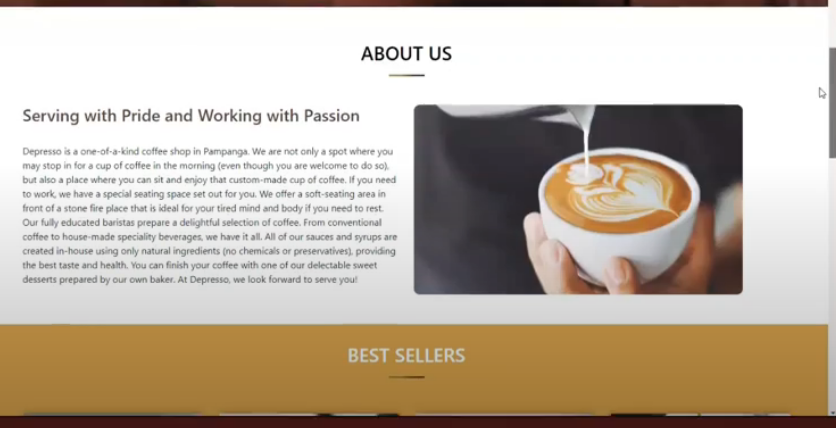 ABOUT US
Serving with Pride and Working with Passion
Depresso is a one-of-a-kind coffee shop in Pampanga. We are not only a spot where you
may stop in for a cup of coffee in the morning (even though you are welcome to do so),
but also a place where you can sit and enjoy that custom-made cup of coffee. If you need
to work, we have a special seating space set out for you. We offer a soft-seating area in
front of a stone fire place that is ideal for your tired mind and body if you need to rest.
Our fully educated baristas prepare a delightful selection of coffee. From conventional
coffee to house-made speciality beverages, we have it all. All of our sauces and syrups are
created in-house using only natural ingredients (no chemicals or preservatives), providing
the best taste and health. You can finish your coffee with one of our delectable sweet
desserts prepared by our own baker. At Depresso, we look forward to serve you!
BEST SELLERS